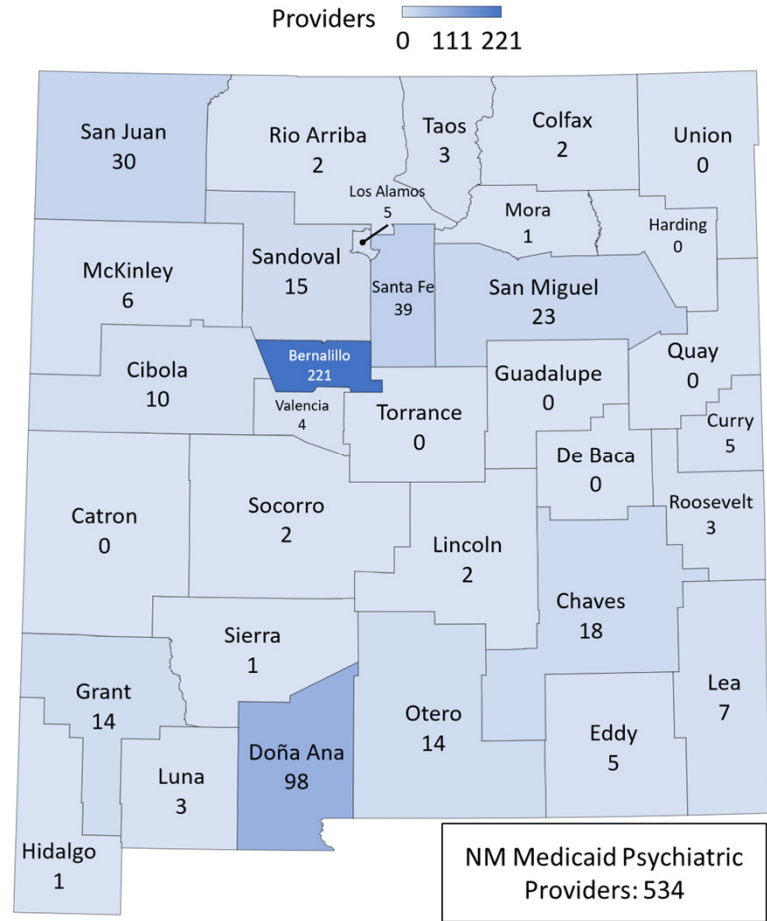 Providers
0 111 221
San Juan
30
Rio Arriba
2
Taos
3
Colfax
2
Union
0
Los Alamos
5
Mora
1
Harding
0
McKinley
6
Sandoval
15
Santa Fe
39
San Miguel
23
Cibola
10
Bernalillo
221
Valencia
4
Torrance
0
Guadalupe
0
Quay
0
Curry
5
De Baca
0
Roosevelt
3
Catron
0
Socorro
2
Lincoln
2
Chaves
18
Sierra
1
Grant
14
Luna
3
Doña Ana
98
Otero
14
Eddy
5
Lea
7
Hidalgo
1
NM Medicaid Psychiatric
Providers: 534